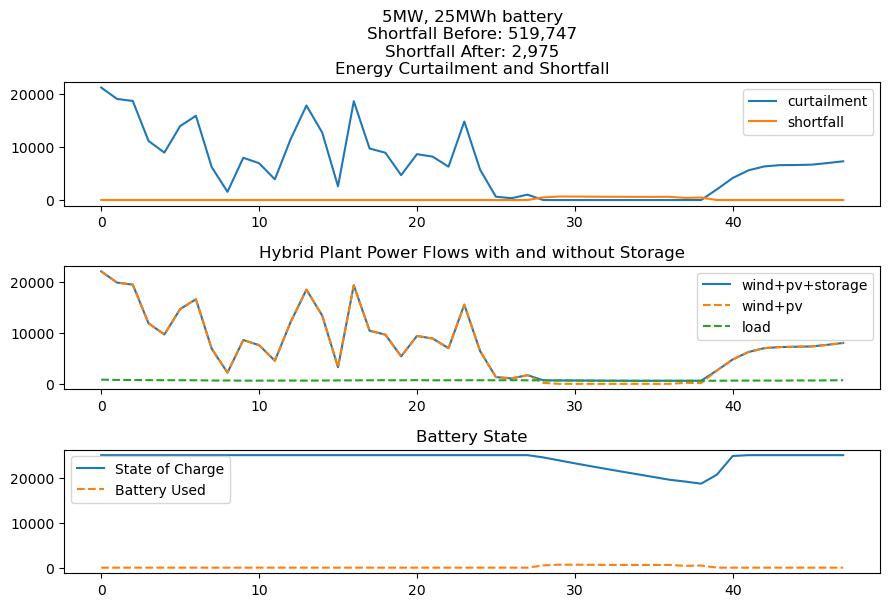 5MW, 25MWh battery
Shortfall Before: 519,747
Shortfall After: 2,975
Energy Curtailment and Shortfall
20000
10000
0
curtailment
shortfall
0 10 20 30 40
Hybrid Plant Power Flows with and without Storage
20000
10000
0
wind+pv+storage
wind+pv
load
0 10 20 30 40
Battery State
20000
10000
0
State of Charge
Battery Used
0 10 20 30 40